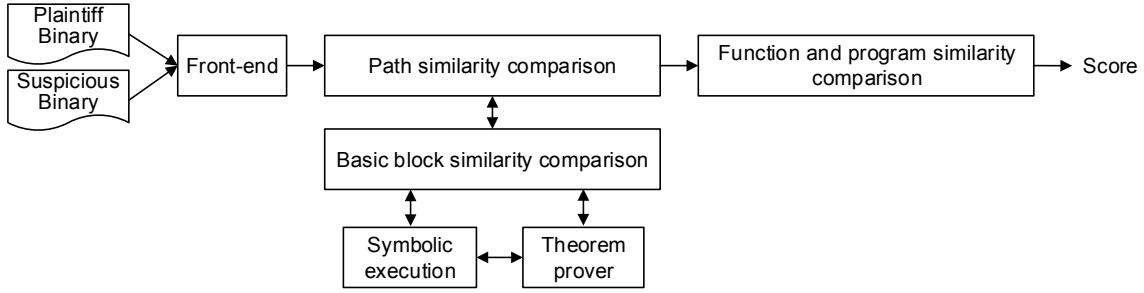 Plaintiff
Binary
Suspicious
Binary
Front-end
Path similarity comparison
Function and program similarity
comparison
Score
Basic block similarity comparison
Symbolic
execution
Theorem
prover